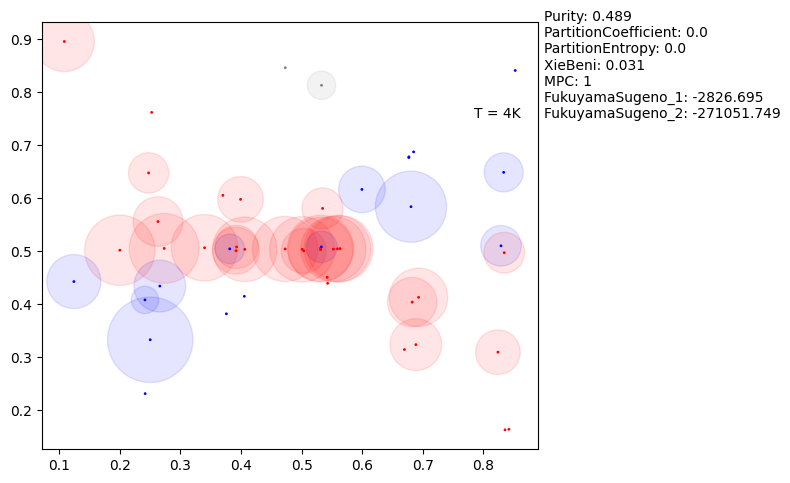 Purity: 0.489
PartitionCoefficient: 0.0
PartitionEntropy: 0.0
XieBeni: 0.031
MPC: 1
FukuyamaSugeno_1: -2826.695
FukuyamaSugeno_2: -271051.749
T = 4K
0.9
0.8
0.7
0.6
0.5
0.4
0.3
0.2
0.1 0.2 0.3 0.4 0.5 0.6 0.7 0.8